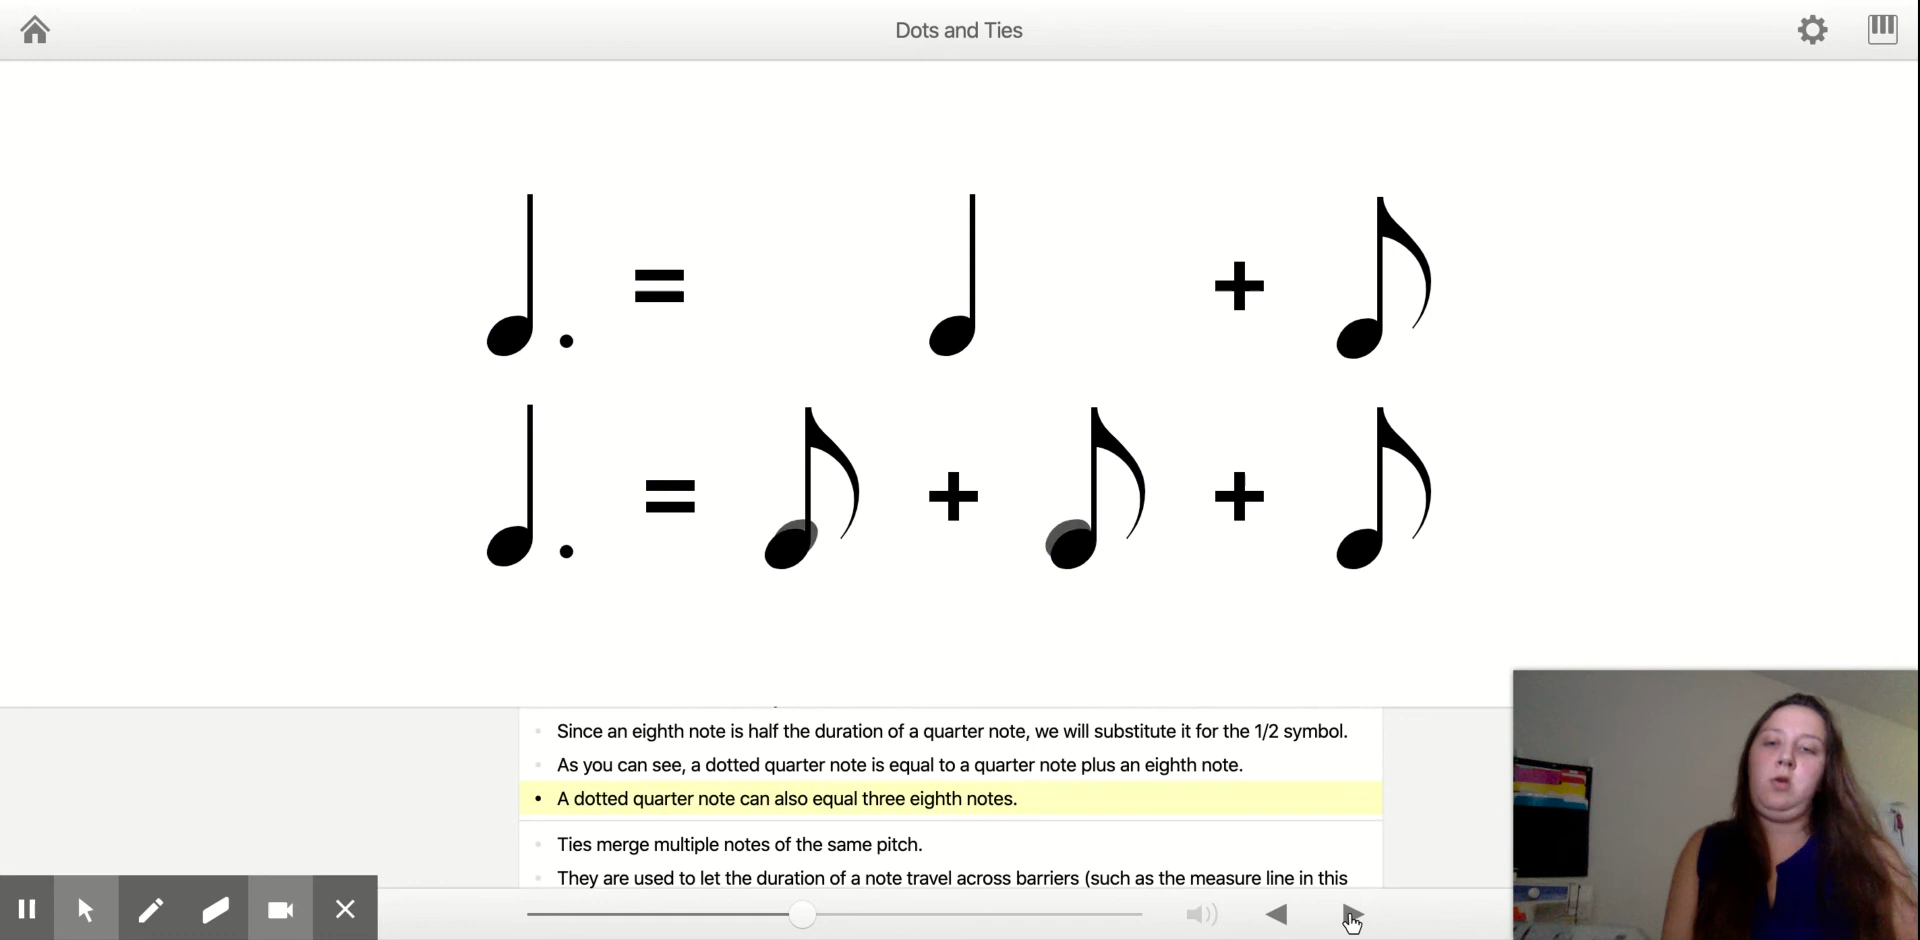 Dots and Ties
Since an eighth note is half the duration of a quarter note, we will substitute it for the 1/2 symbol.
As you can see, a dotted quarter note is equal to a quarter note plus an eighth note.
A dotted quarter note can also equal three eighth notes.
Ties merge multiple notes of the same pitch.
They are used to let the duration of a note travel across barriers (such as the measure line in this